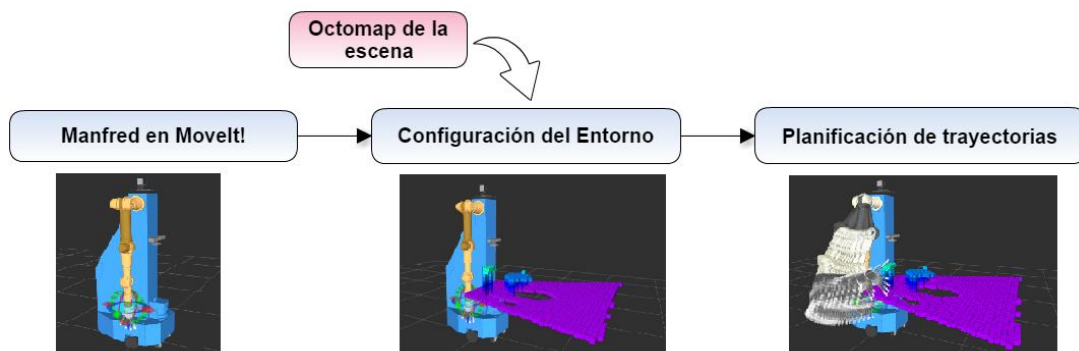 Octomap de la
escena
Manfred en MoveIt!
Configuración del Entorno
Planificación de trayectorias